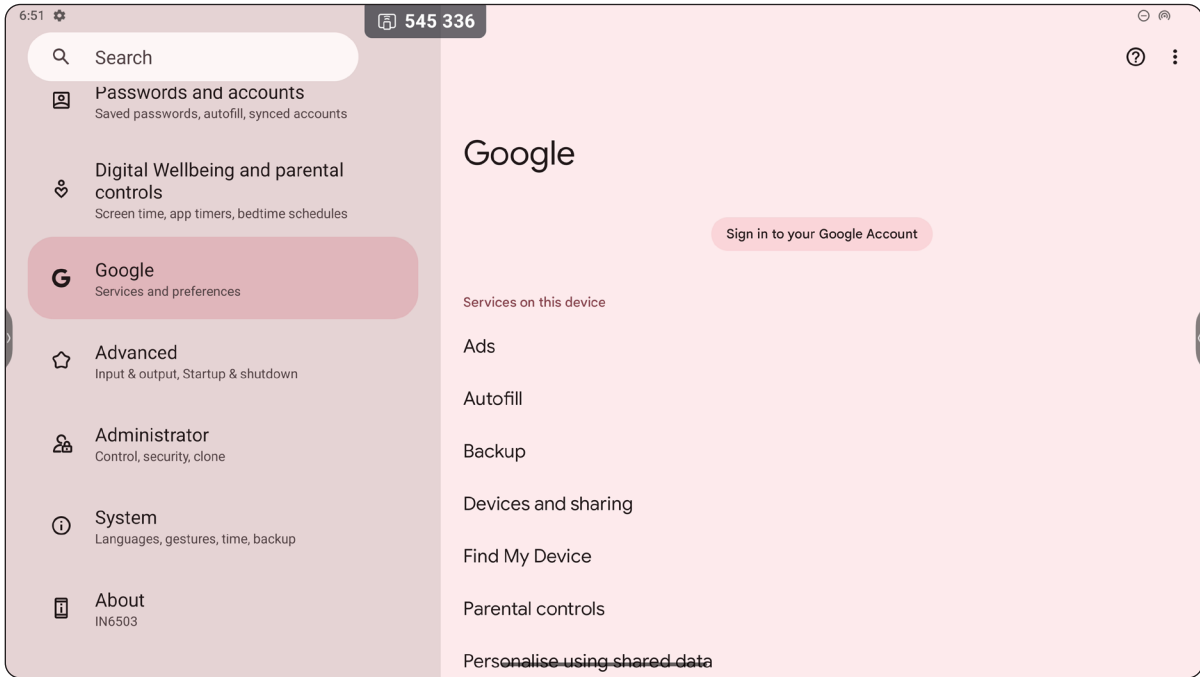 6:51
545 336
Search
Passwords and accounts
Saved passwords, autofill, synced accounts
Digital Wellbeing and parental
controls
Screen time, app timers, bedtime schedules
Google
Services and preferences
Advanced
Input & output, Startup & shutdown
Administrator
Control, security, clone
System
Languages, gestures, time, backup
About
IN6503
Google
Sign in to your Google Account
Services on this device
Ads
Autofill
Backup
Devices and sharing
Find My Device
Parental controls
Personalise using shared data